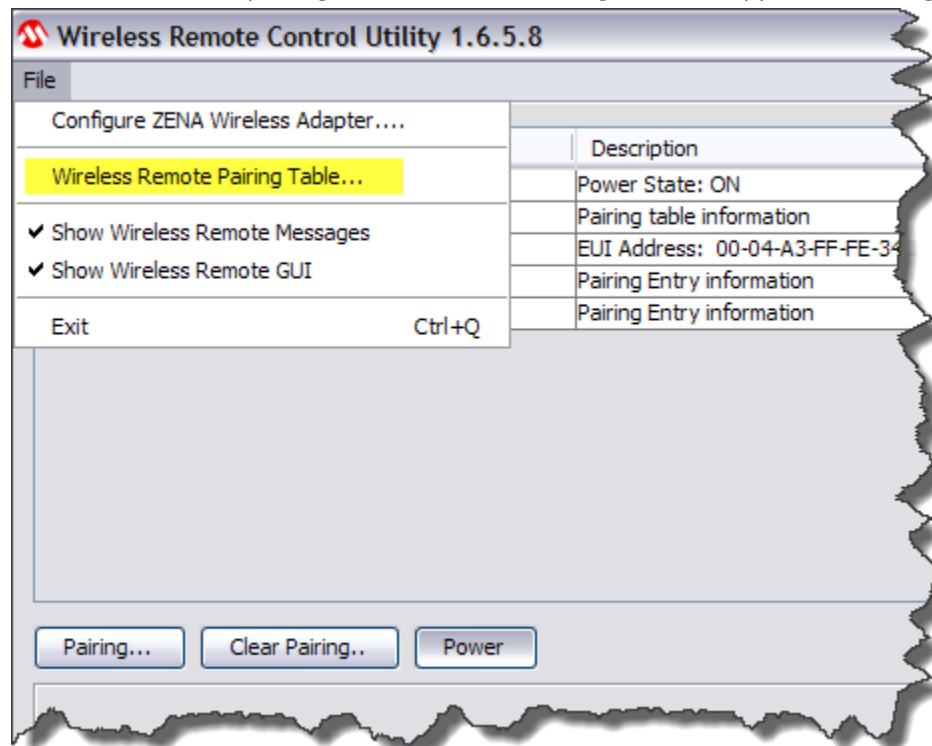 Wireless Remote Control Utility 1.6.5.8
File
Configure ZENA Wireless Adapter....
Wireless Remote Pairing Table...
Show Wireless Remote Messages
Show Wireless Remote GUI
Exit Ctrl+Q
Description
Power State: ON
Pairing table information
EUI Address: 00-04-A3-FF-FE-34
Pairing Entry information
Pairing Entry information
Pairing... Clear Pairing.. Power